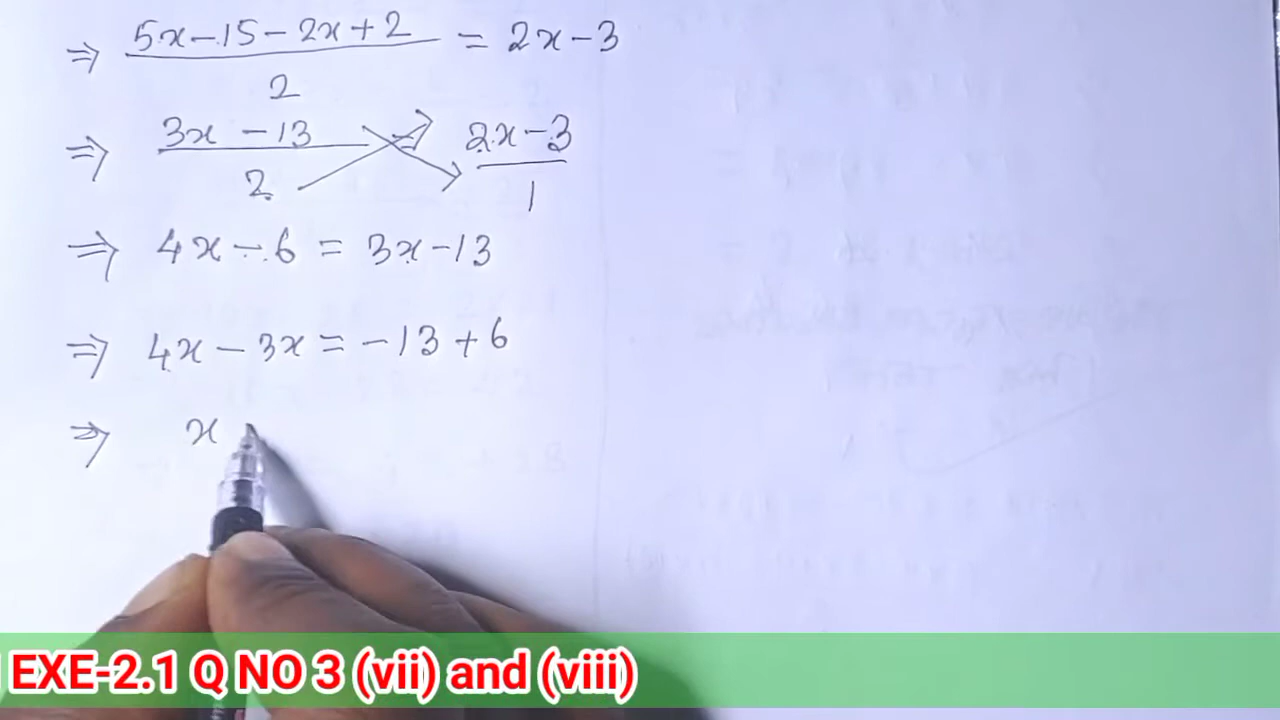 ⇒ 5x-15-2x+2 = 2x-3
2
⇒ 3x-13 = 2x-3
2 1
⇒ 4x-6 = 3x-13
⇒ 4x-3x = -13+6
⇒ x
EXE-2.1 Q NO 3 (vii) and (viii)